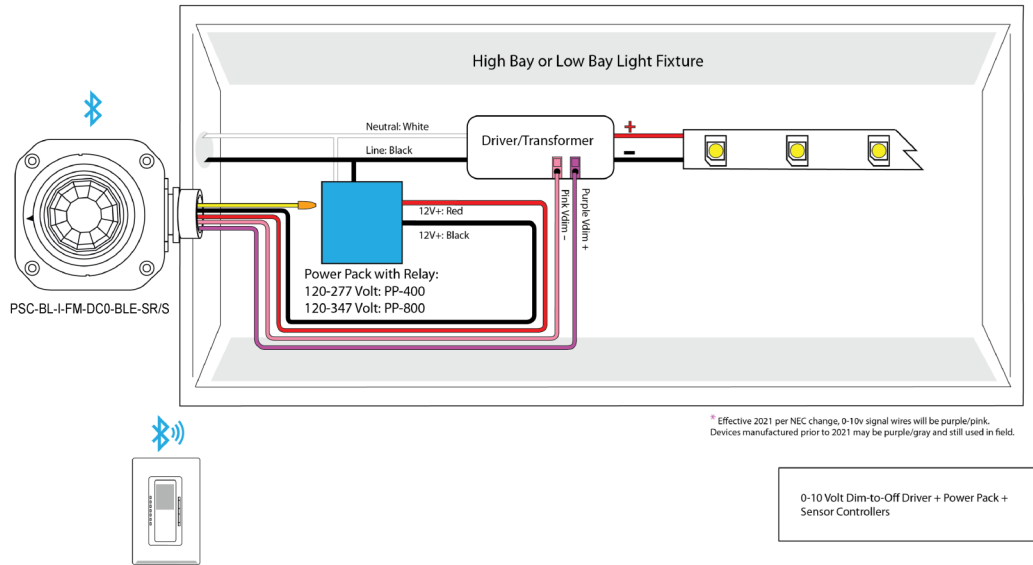 High Bay or Low Bay Light Fixture
Neutral: White
Driver/Transformer
+
–
Line: Black
Pink Vdim –
Purple Vdim +
12V+: Red
12V+: Black
Power Pack with Relay:
120-277 Volt: PP-400
120-347 Volt: PP-800
PSC-BL-I-FM-DC0-BLE-SR/S
* Effective 2021 per NEC change, 0-10v signal wires will be purple/pink.
Devices manufactured prior to 2021 may be purple/gray and still used in field.
0-10 Volt Dim-to-Off Driver + Power Pack +
Sensor Controllers